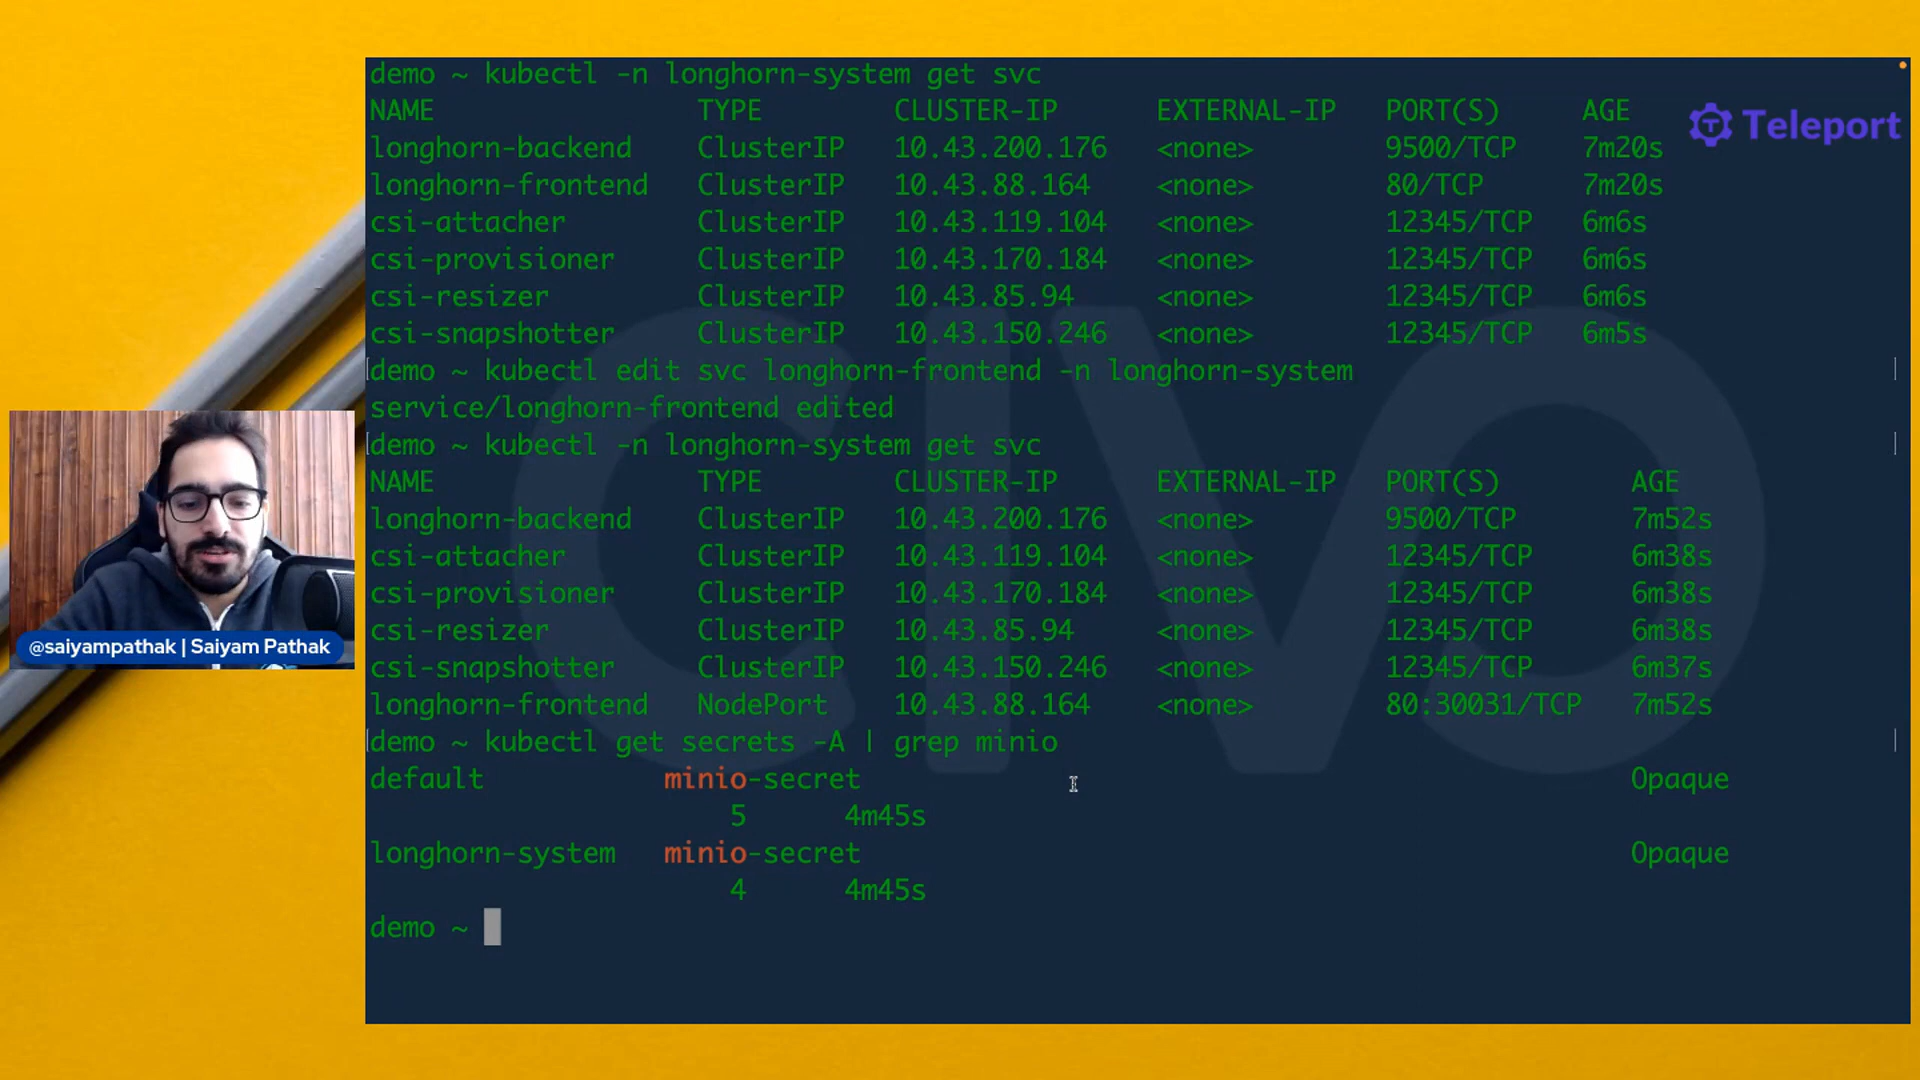 demo ~ kubectl -n longhorn-system get svc
NAME TYPE CLUSTER-IP EXTERNAL-IP PORT(S) AGE
longhorn-backend ClusterIP 10.43.200.176 <none> 9500/TCP 7m20s
longhorn-frontend ClusterIP 10.43.88.164 <none> 80/TCP 7m20s
csi-attacher ClusterIP 10.43.119.104 <none> 12345/TCP 6m6s
csi-provisioner ClusterIP 10.43.170.184 <none> 12345/TCP 6m6s
csi-resizer ClusterIP 10.43.85.94 <none> 12345/TCP 6m6s
csi-snapshotter ClusterIP 10.43.150.246 <none> 12345/TCP 6m5s
demo ~ kubectl edit svc longhorn-frontend -n longhorn-system
service/longhorn-frontend edited
demo ~ kubectl -n longhorn-system get svc
NAME TYPE CLUSTER-IP EXTERNAL-IP PORT(S) AGE
longhorn-backend ClusterIP 10.43.200.176 <none> 9500/TCP 7m52s
csi-attacher ClusterIP 10.43.119.104 <none> 12345/TCP 6m38s
csi-provisioner ClusterIP 10.43.170.184 <none> 12345/TCP 6m38s
csi-resizer ClusterIP 10.43.85.94 <none> 12345/TCP 6m38s
csi-snapshotter ClusterIP 10.43.150.246 <none> 12345/TCP 6m37s
longhorn-frontend NodePort 10.43.88.164 <none> 80:30031/TCP 7m52s
demo ~ kubectl get secrets -A | grep minio
default minio-secret Opaque
5 4m45s
longhorn-system minio-secret Opaque
4 4m45s
demo ~
Teleport
CIVO
@saiyampathak | Saiyam Pathak